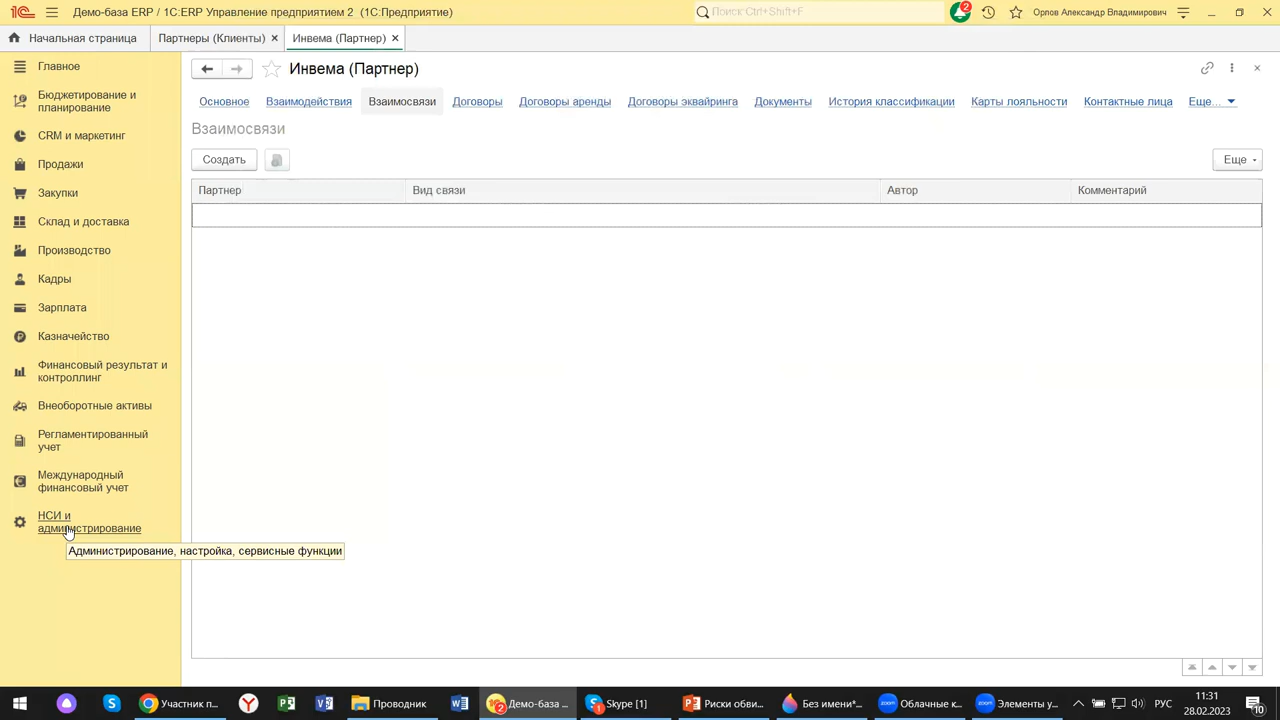 Демо-база ERP / 1С:ERP Управление предприятием 2 (1С:Предприятие)
Поиск Ctrl+Shift+F
2
Орлов Александр Владимирович
Начальная страница
Партнеры (Клиенты) ×
Инвема (Партнер) ×
Главное
Бюджетирование и
планирование
CRM и маркетинг
Продажи
Закупки
Склад и доставка
Производство
Кадры
Зарплата
Казначейство
Финансовый результат и
контроллинг
Внеоборотные активы
Регламентированный
учет
Международный
финансовый учет
НСИ и
администрирование
Администрирование, настройка, сервисные функции
Инвема (Партнер)
Основное
Взаимодействия
Взаимосвязи
Договоры
Договоры аренды
Договоры эквайринга
Документы
История классификации
Карты лояльности
Контактные лица
Еще...
Взаимосвязи
Создать
Еще
Партнер
Вид связи
Автор
Комментарий
Участник п...
Проводник
Демо-база ...
Skype [1]
Риски обви...
Без имени*...
Облачные к...
Элементы у...
РУС
11:31
28.02.2023
10